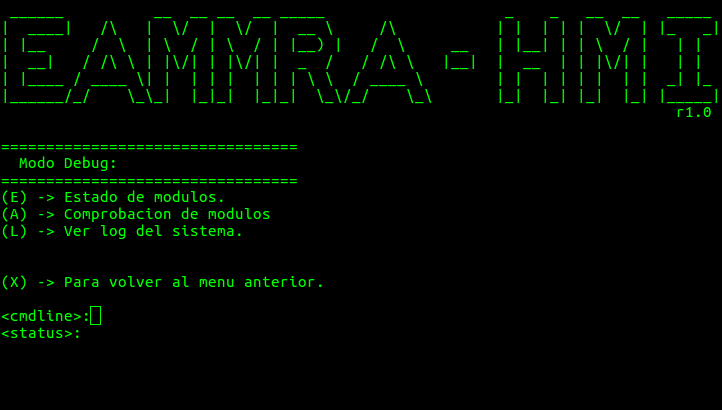 EAMMRA-HMI
r1.0
=================================
Modo Debug:
=================================
(E) -> Estado de modulos.
(A) -> Comprobacion de modulos
(L) -> Ver log del sistema.
(X) -> Para volver al menu anterior.
<cmdline>:
<status>: